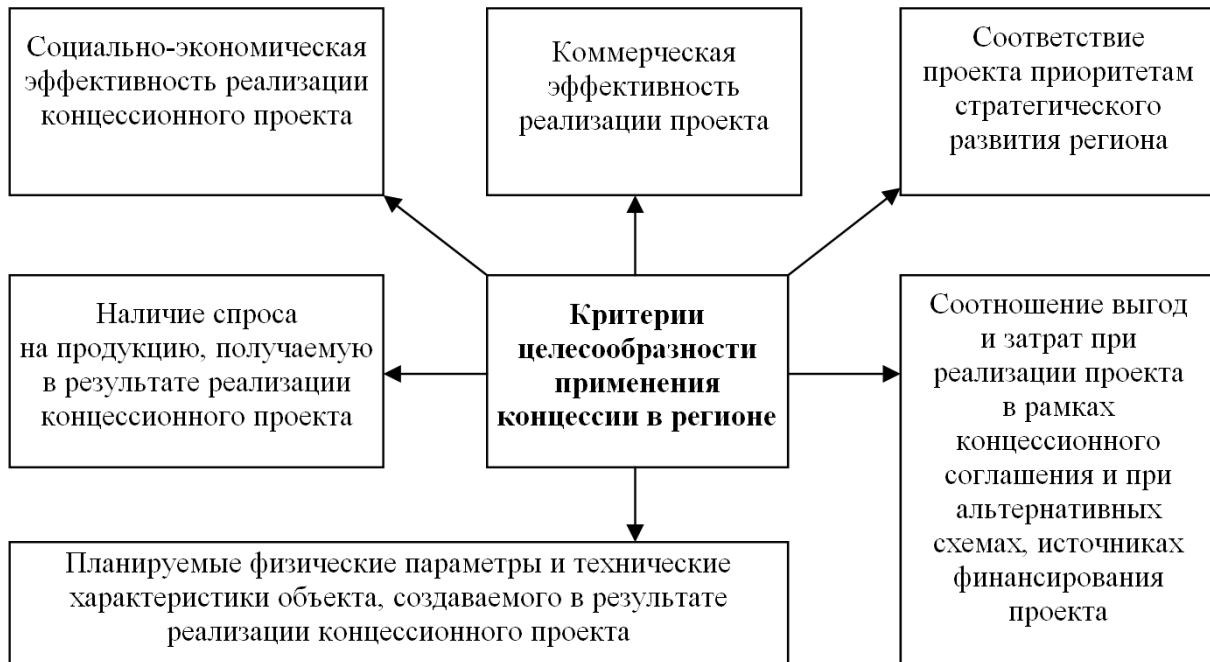 Социально-экономическая
эффективность реализации
концессионного проекта
Коммерческая
эффективность
реализации проекта
Соответствие
проекта приоритетам
стратегического
развития региона
Наличие спроса
на продукцию, получаемую
в результате реализации
концессионного проекта
Критерии
целесообразности
применения
концессии в регионе
Соотношение выгод
и затрат при
реализации проекта
в рамках
концессионного
соглашения и при
альтернативных
схемах, источниках
финансирования
проекта
Планируемые физические параметры и технические
характеристики объекта, создаваемого в результате
реализации концессионного проекта